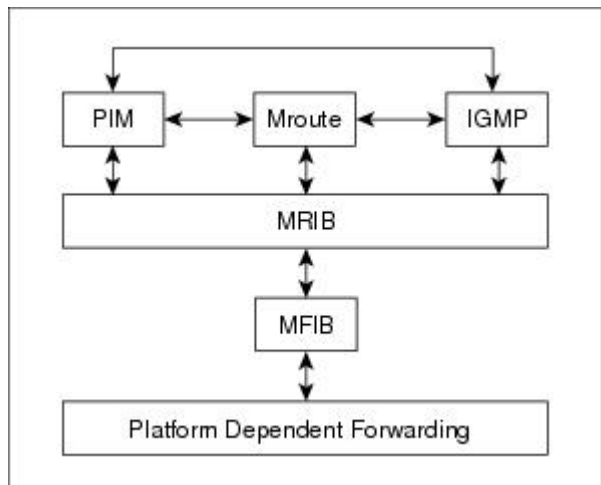 PIM
Mroute
IGMP
MRIB
MFIB
Platform Dependent Forwarding